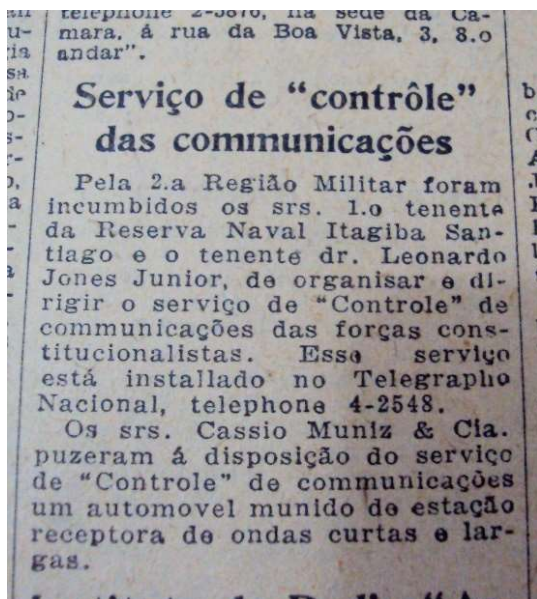 telephone 2-3876, na sede da Ca-
mara, á rua da Boa Vista, 3, 8.o
andar".
Serviço de "contrôle"
das communicações
Pela 2.a Região Militar foram
incumbidos os srs. 1.o tenente
da Reserva Naval Itagiba San-
tiago e o tenente dr. Leonardo
Jones Junior, de organisar e di-
rigir o serviço de "Controle" de
communicações das forças cons-
titucionalistas. Esse serviço
está installado no Telegrapho
Nacional, telephone 4-2548.
Os srs. Cassio Muniz & Cia.
puzeram á disposição do serviço
de "Controle" de communicações
um automovel munido de estação
receptora de ondas curtas e lar-
gas.